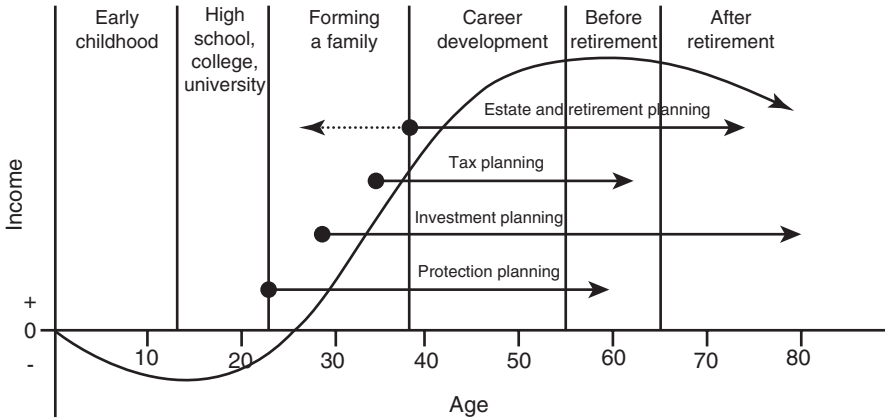 Early
childhood
High
school,
college,
university
Forming
a family
Career
development
Before
retirement
After
retirement
Estate and retirement planning
Tax planning
Investment planning
Protection planning
Income
+
0
-
10
20
30
40
50
60
70
80
Age